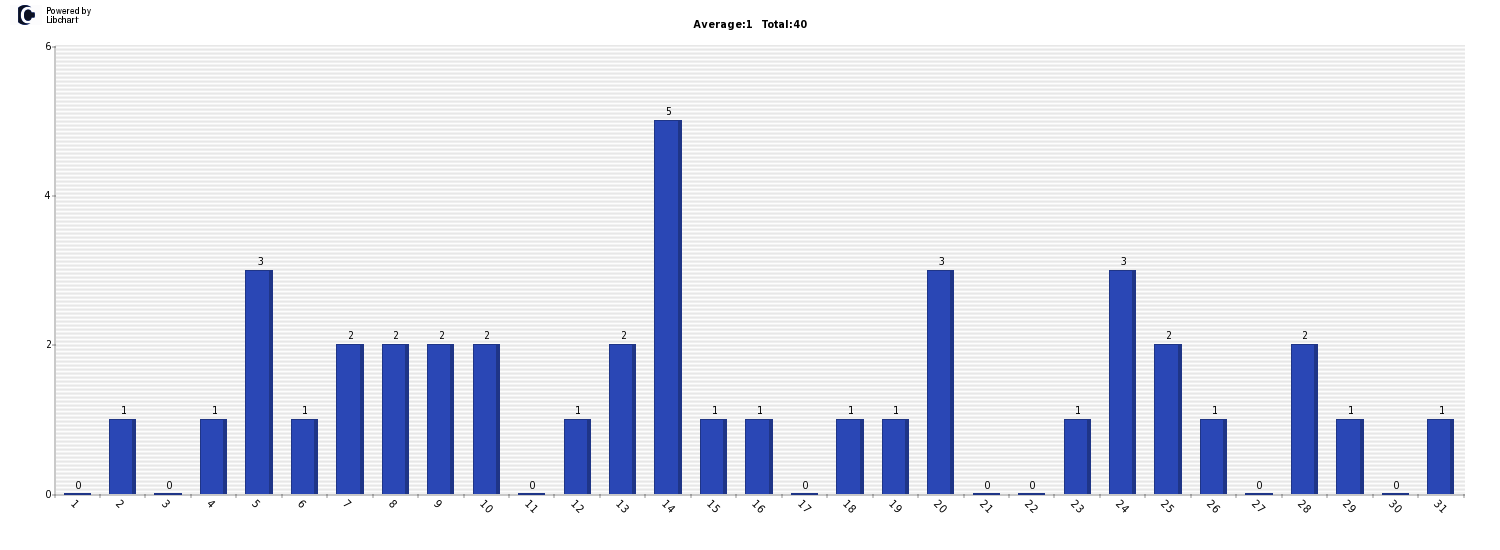 Powered by
Libchart
Average:1 Total:40
6
4
2
0
0 1 0 1 3 1 2 2 2 2 0 1 2 5 1 1 0 1 1 3 0 0 1 3 2 1 0 2 1 0 1
1 2 3 4 5 6 7 8 9 10 11 12 13 14 15 16 17 18 19 20 21 22 23 24 25 26 27 28 29 30 31